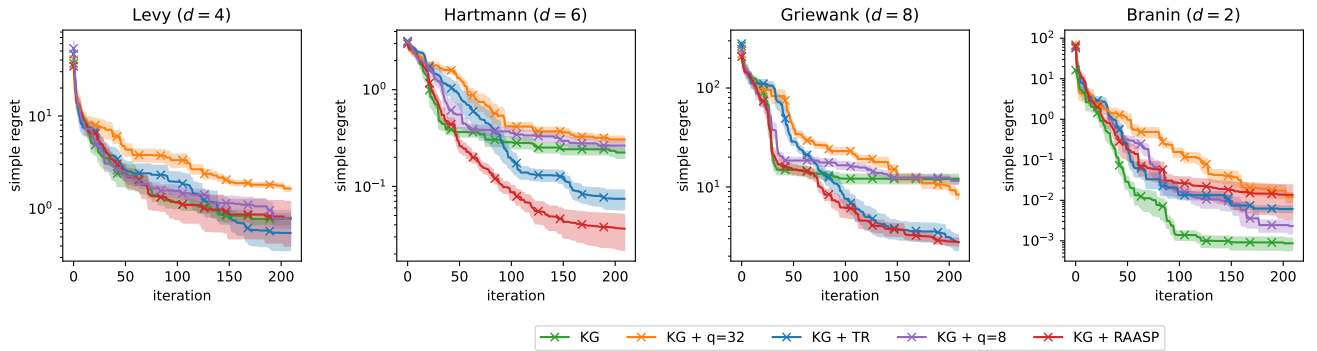 Levy (d = 4)
simple regret
10¹
10⁰
0 50 100 150 200
iteration
Hartmann (d = 6)
simple regret
10⁰
10⁻¹
0 50 100 150 200
iteration
Griewank (d = 8)
simple regret
10²
10¹
0 50 100 150 200
iteration
Branin (d = 2)
simple regret
10²
10¹
10⁰
10⁻¹
10⁻²
10⁻³
0 50 100 150 200
iteration
KG KG + q=32 KG + TR KG + q=8 KG + RAASP